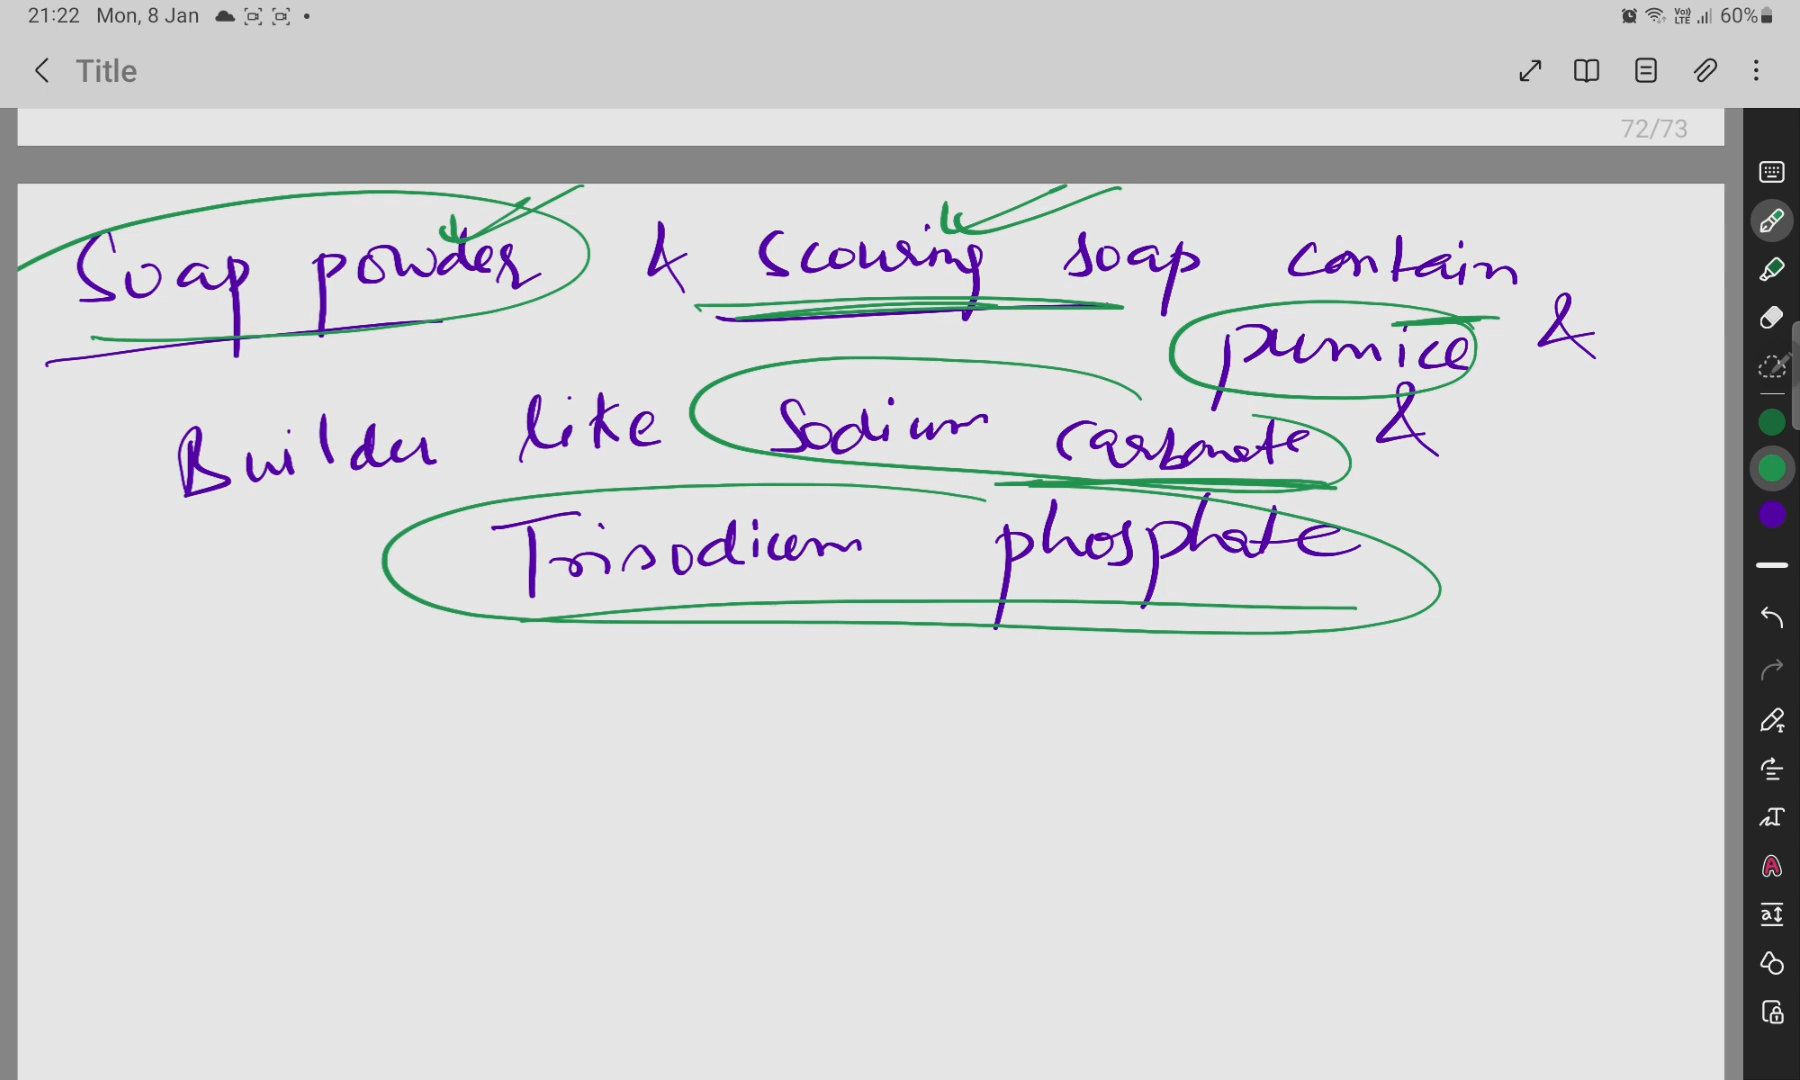 21:22 Mon, 8 Jan 60%
Title
72/73
Soap powder & Scouring soap contain
pumice &
Builder like Sodium carbonate &
Trisodium phosphate